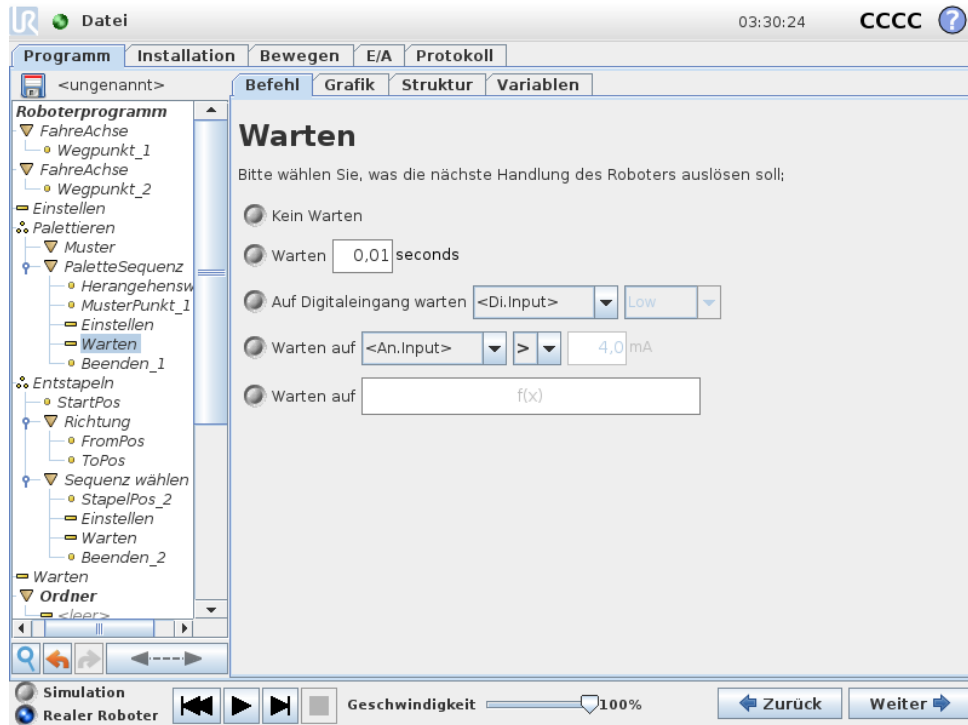 UR Datei 03:30:24 CCCC ?
Programm Installation Bewegen E/A Protokoll
<ungenannt> Befehl Grafik Struktur Variablen
Roboterprogramm
FahreAchse
Wegpunkt_1
FahreAchse
Wegpunkt_2
Einstellen
Palettieren
Muster
PaletteSequenz
Herangehensw
MusterPunkt_1
Einstellen
Warten
Beenden_1
Entstapeln
StartPos
Richtung
FromPos
ToPos
Sequenz wählen
StapelPos_2
Einstellen
Warten
Beenden_2
Warten
Ordner
<leer>
Warten
Bitte wählen Sie, was die nächste Handlung des Roboters auslösen soll;
Kein Warten
Warten 0,01 seconds
Auf Digitaleingang warten <Di.Input> Low
Warten auf <An.Input> > 4,0 mA
Warten auf f(x)
Simulation
Realer Roboter
Geschwindigkeit 100%
Zurück Weiter